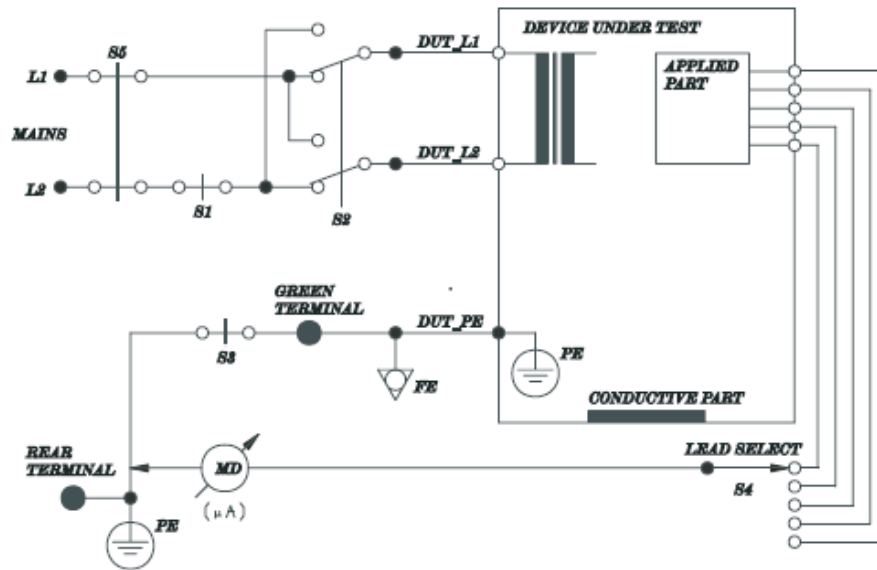 DEVICE UNDER TEST
S5
DUT_L1
L1
APPLIED
PART
MAINS
DUT_L2
L2
S1
S2
GREEN
TERMINAL
DUT_PE
S3
PE
FE
CONDUCTIVE PART
REAR
TERMINAL
LEAD SELECT
MD
S4
(μA)
PE